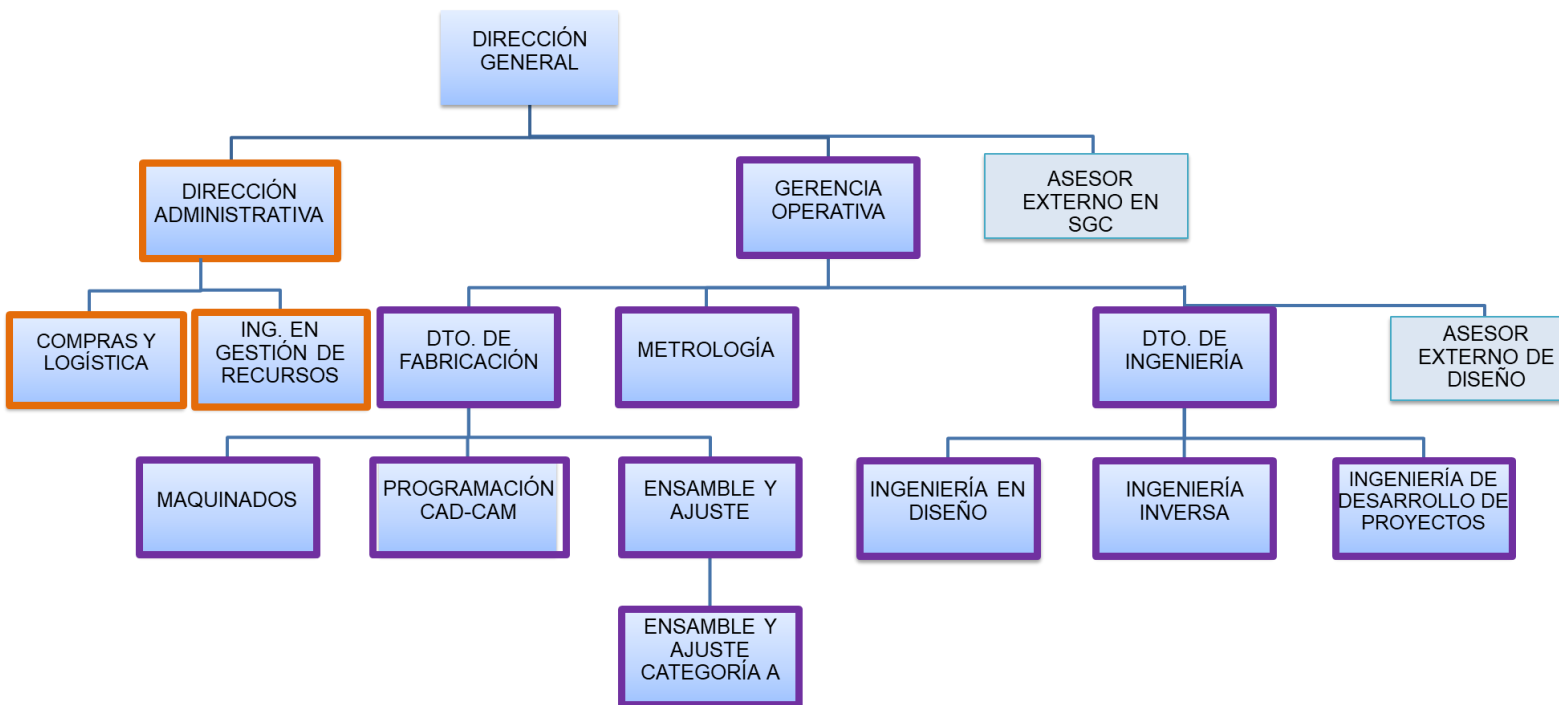 DIRECCIÓN
GENERAL
DIRECCIÓN
ADMINISTRATIVA
GERENCIA
OPERATIVA
ASESOR
EXTERNO EN
SGC
COMPRAS Y
LOGÍSTICA
ING. EN
GESTIÓN DE
RECURSOS
DTO. DE
FABRICACIÓN
METROLOGÍA
DTO. DE
INGENIERÍA
ASESOR
EXTERNO DE
DISEÑO
MAQUINADOS
PROGRAMACIÓN
CAD-CAM
ENSAMBLE Y
AJUSTE
INGENIERÍA EN
DISEÑO
INGENIERÍA
INVERSA
INGENIERÍA DE
DESARROLLO DE
PROYECTOS
ENSAMBLE Y
AJUSTE
CATEGORÍA A